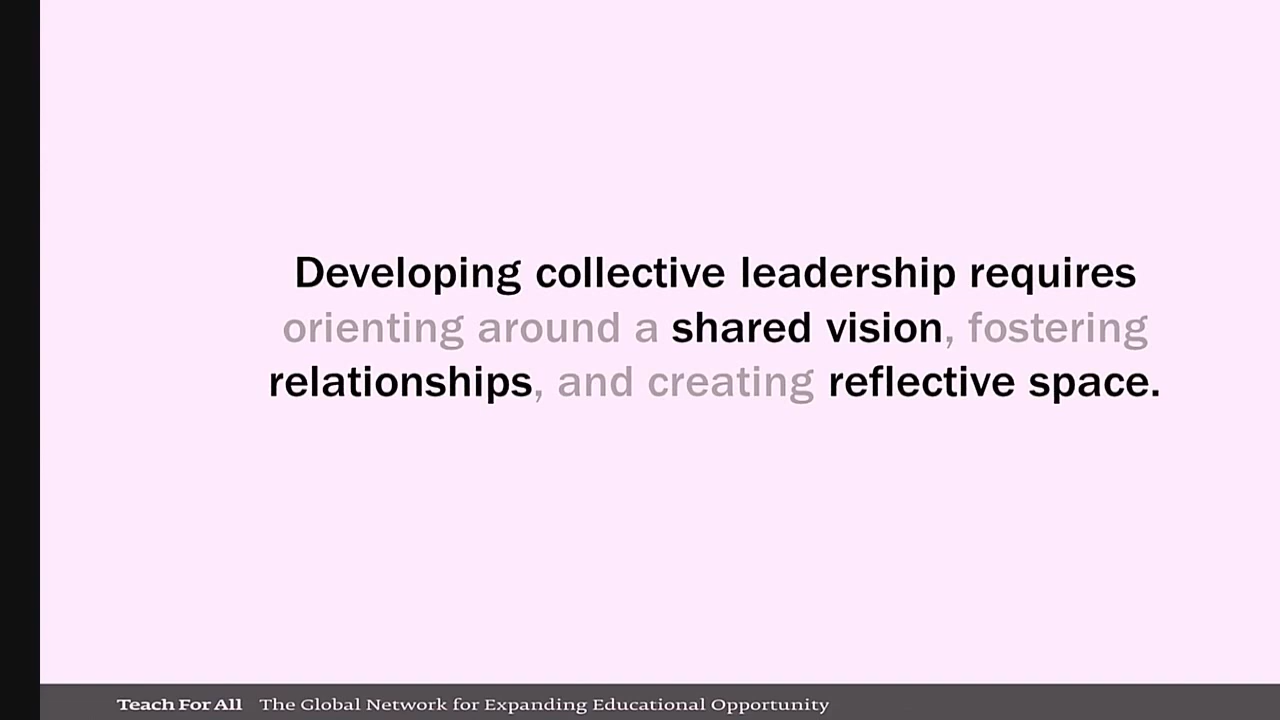 Developing collective leadership requires
orienting around a shared vision, fostering
relationships, and creating reflective space.
Teach For All The Global Network for Expanding Educational Opportunity